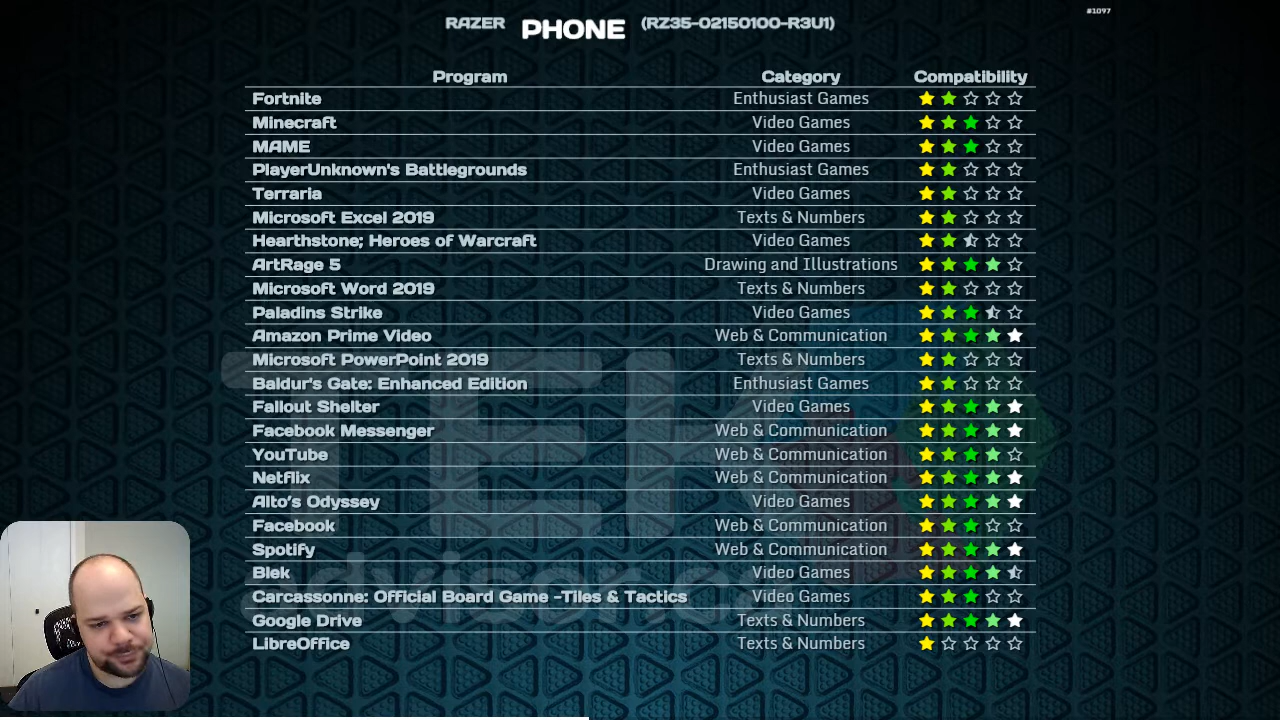 #1097
RAZER PHONE (RZ35-02150100-R3U1)
Program Category Compatibility
Fortnite Enthusiast Games
Minecraft Video Games
MAME Video Games
PlayerUnknown's Battlegrounds Enthusiast Games
Terraria Video Games
Microsoft Excel 2019 Texts & Numbers
Hearthstone; Heroes of Warcraft Video Games
ArtRage 5 Drawing and Illustrations
Microsoft Word 2019 Texts & Numbers
Paladins Strike Video Games
Amazon Prime Video Web & Communication
Microsoft PowerPoint 2019 Texts & Numbers
Baldur's Gate: Enhanced Edition Enthusiast Games
Fallout Shelter Video Games
Facebook Messenger Web & Communication
YouTube Web & Communication
Netflix Web & Communication
Alto's Odyssey Video Games
Facebook Web & Communication
Spotify Web & Communication
Blek Video Games
Carcassonne: Official Board Game -Tiles & Tactics Video Games
Google Drive Texts & Numbers
LibreOffice Texts & Numbers